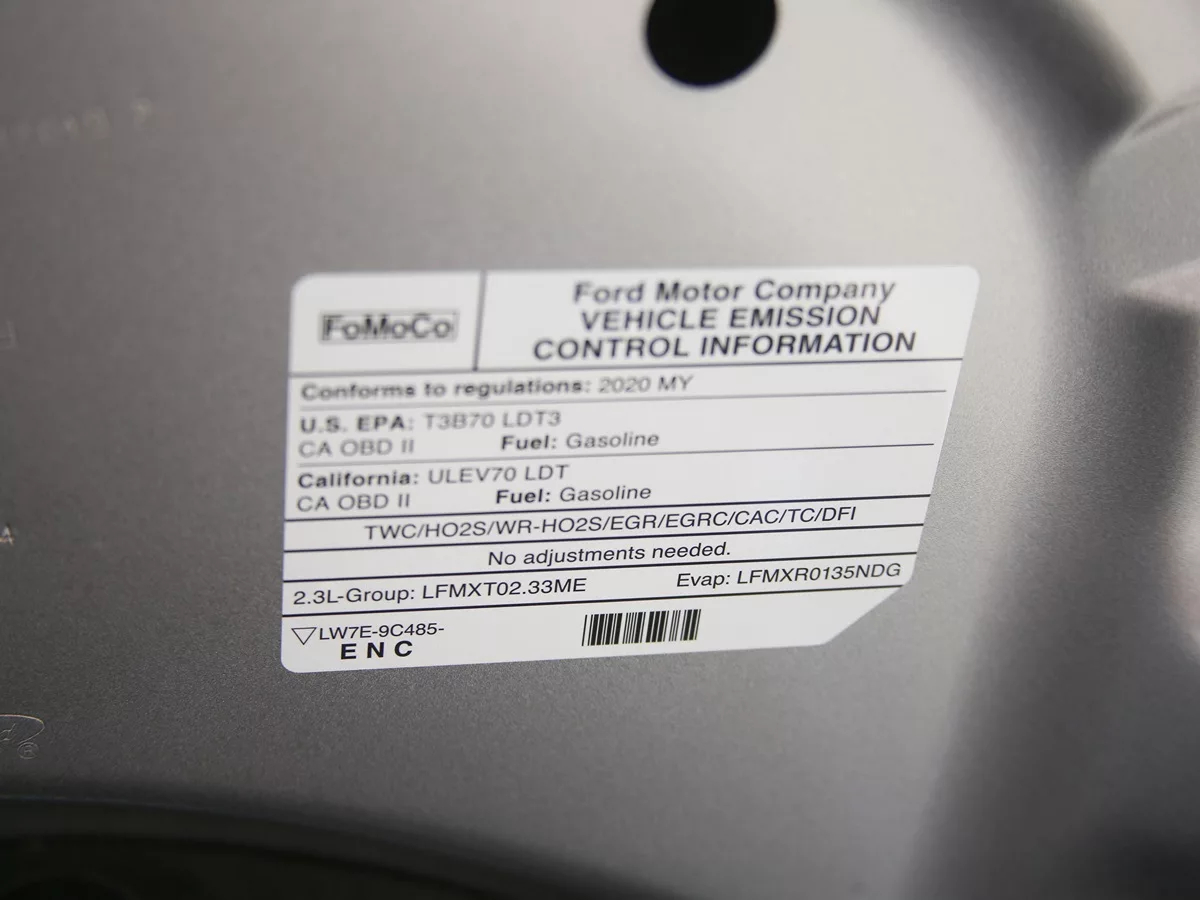 FoMoCo
Ford Motor Company
VEHICLE EMISSION
CONTROL INFORMATION
Conforms to regulations: 2020 MY
U.S. EPA: T3B70 LDT3
CA OBD II Fuel: Gasoline
California: ULEV70 LDT
CA OBD II Fuel: Gasoline
TWC/HO2S/WR-HO2S/EGR/EGRC/CAC/TC/DFI
No adjustments needed.
2.3L-Group: LFMXT02.33ME Evap: LFMXR0135NDG
LW7E-9C485-
E N C